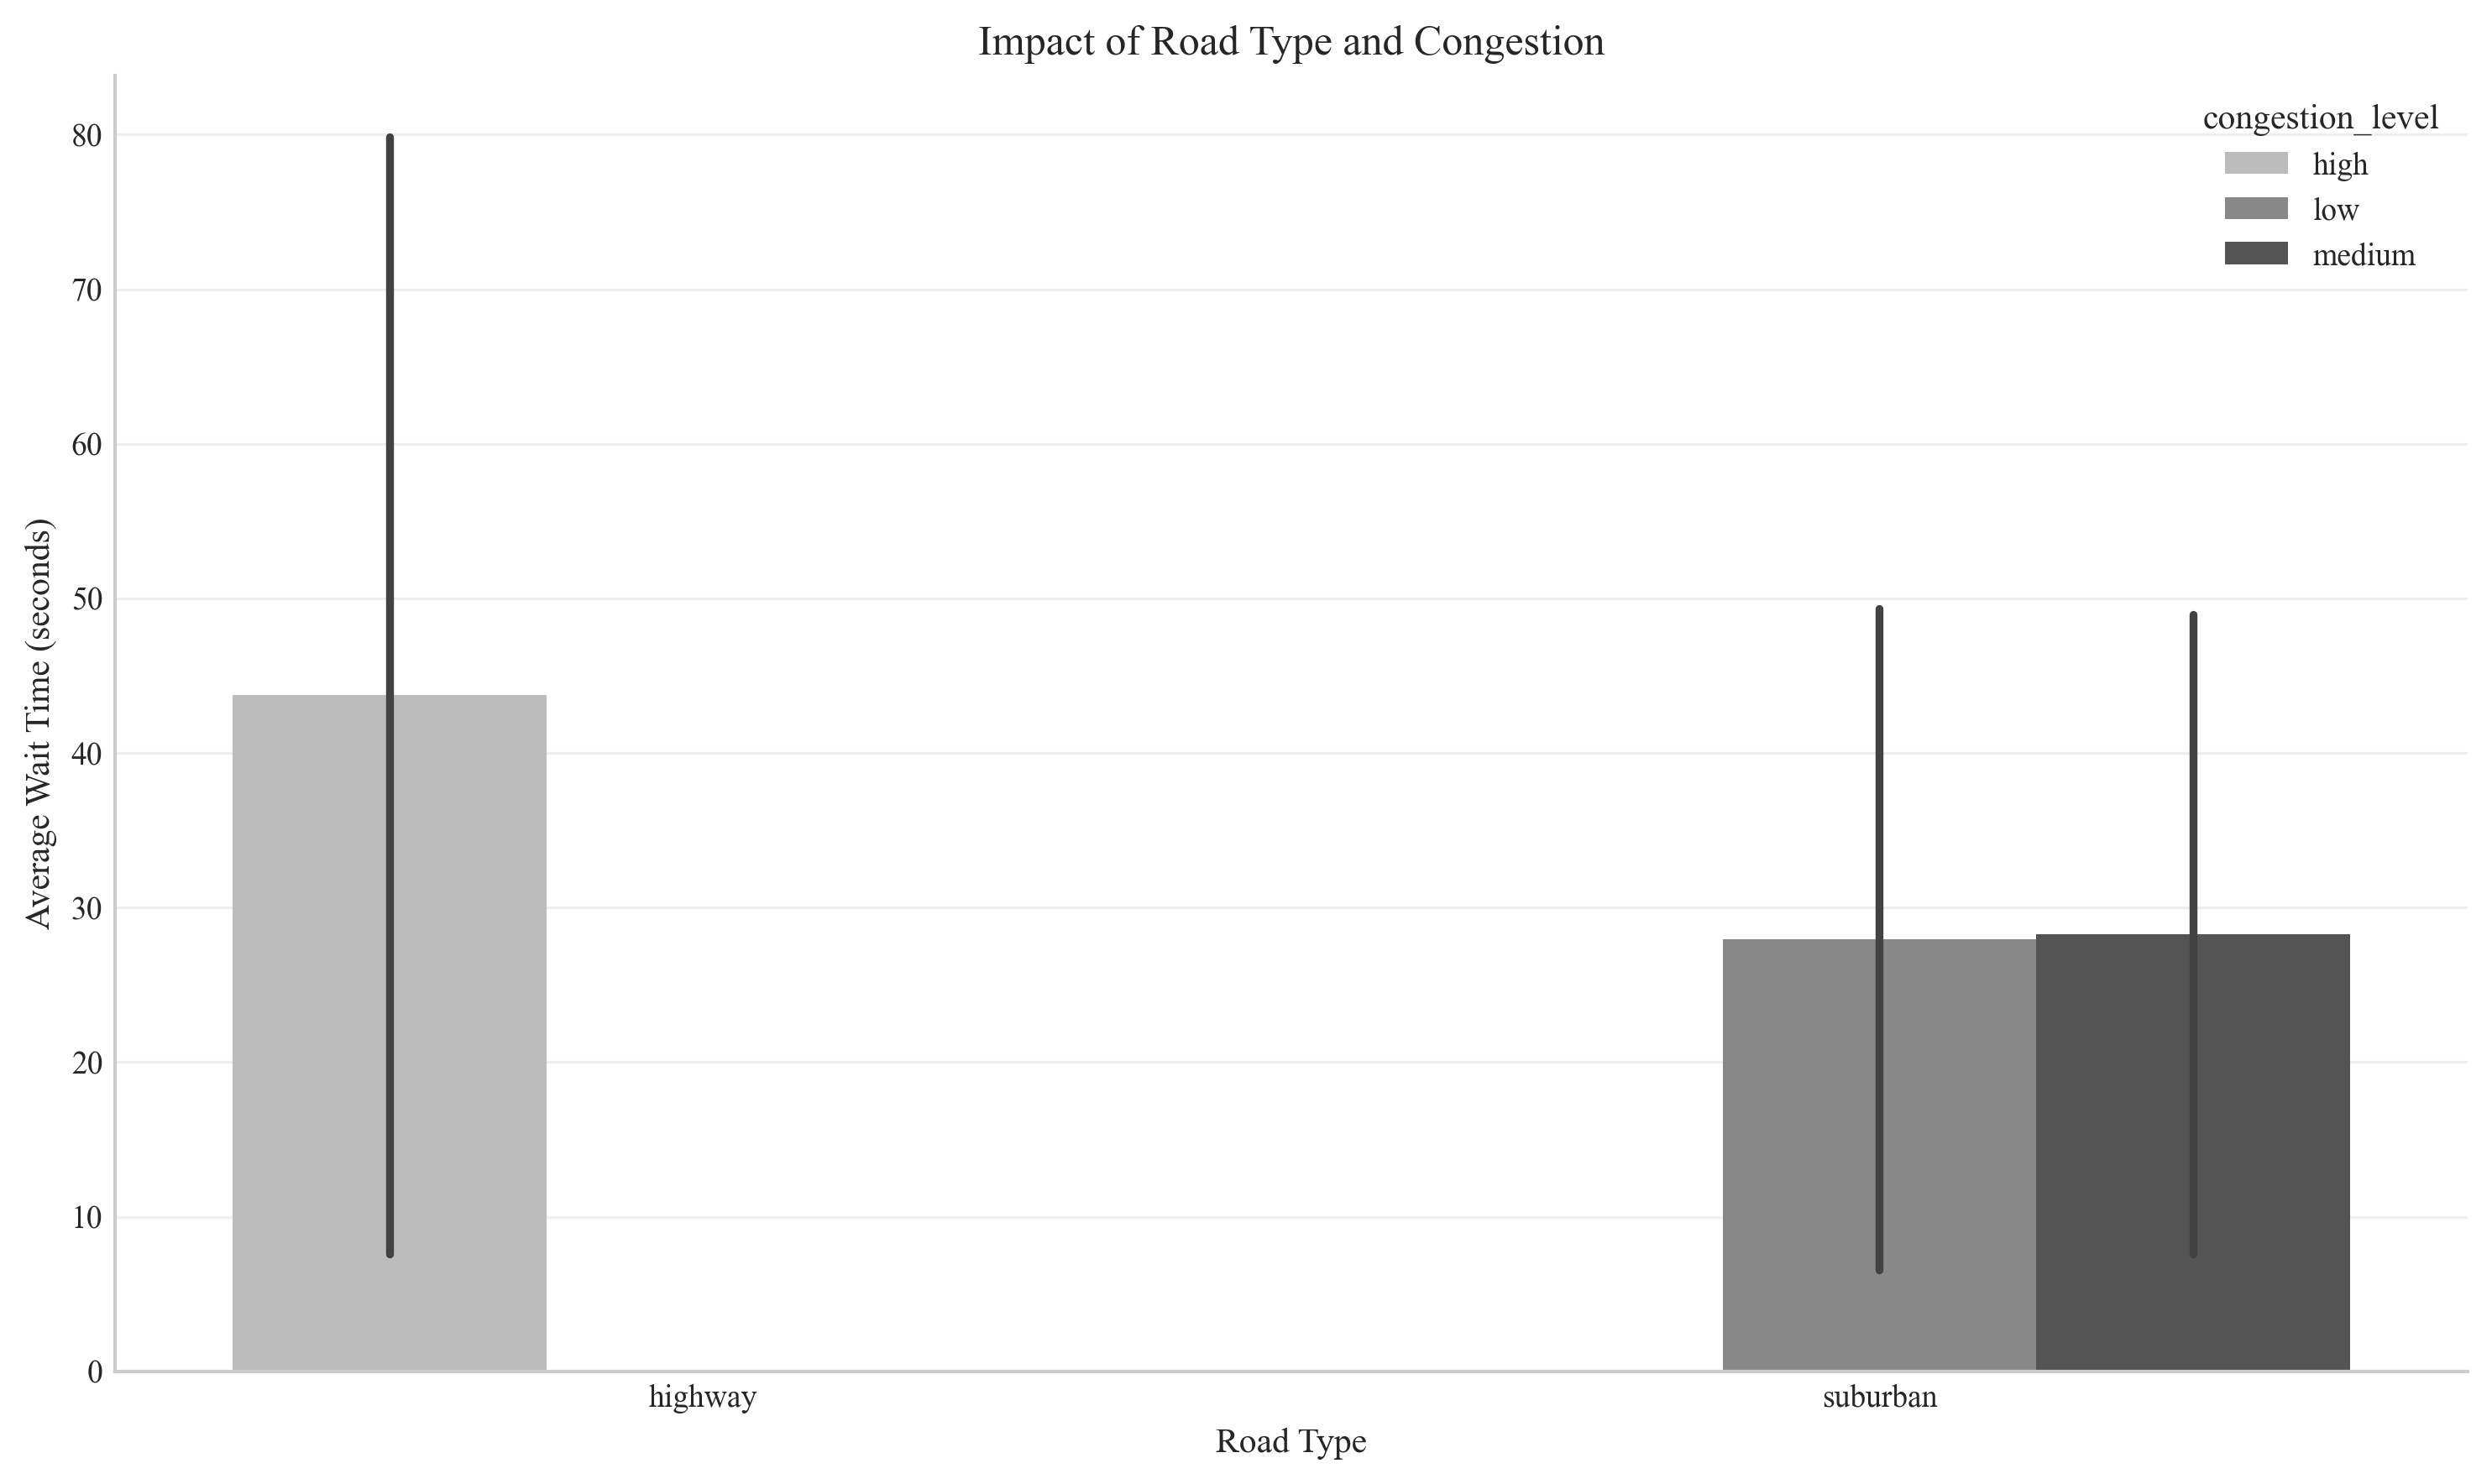 Impact of Road Type and Congestion
congestion_level
high
low
medium
Average Wait Time (seconds)
80
70
60
50
40
30
20
10
0
highway
suburban
Road Type